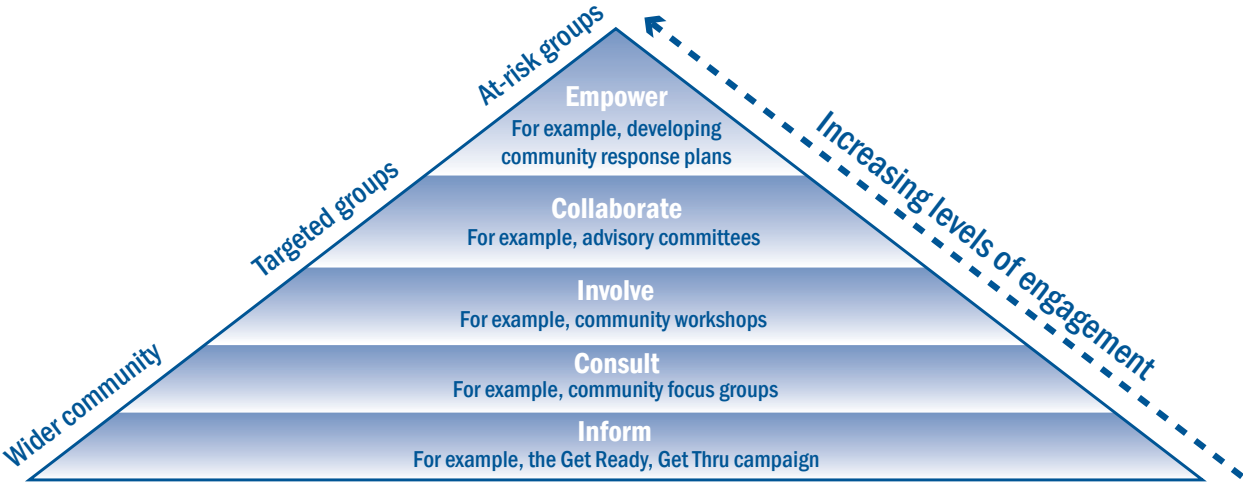 At-risk groups
Targeted groups
Wider community
Increasing levels of engagement
Empower
For example, developing
community response plans
Collaborate
For example, advisory committees
Involve
For example, community workshops
Consult
For example, community focus groups
Inform
For example, the Get Ready, Get Thru campaign